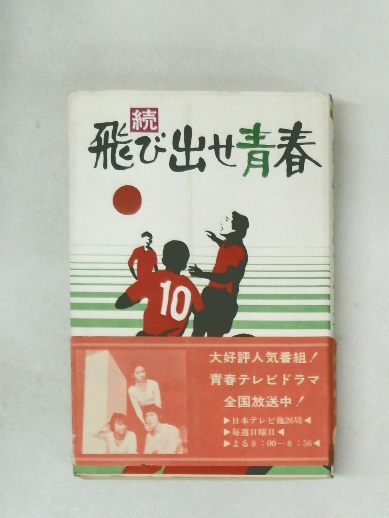 続
飛び出せ青春
10
大好評人気番組!
青春テレビドラマ
全国放送中!
▶日本テレビ他26局◀
▶毎週日曜日◀
▶よる8:00−8:56◀